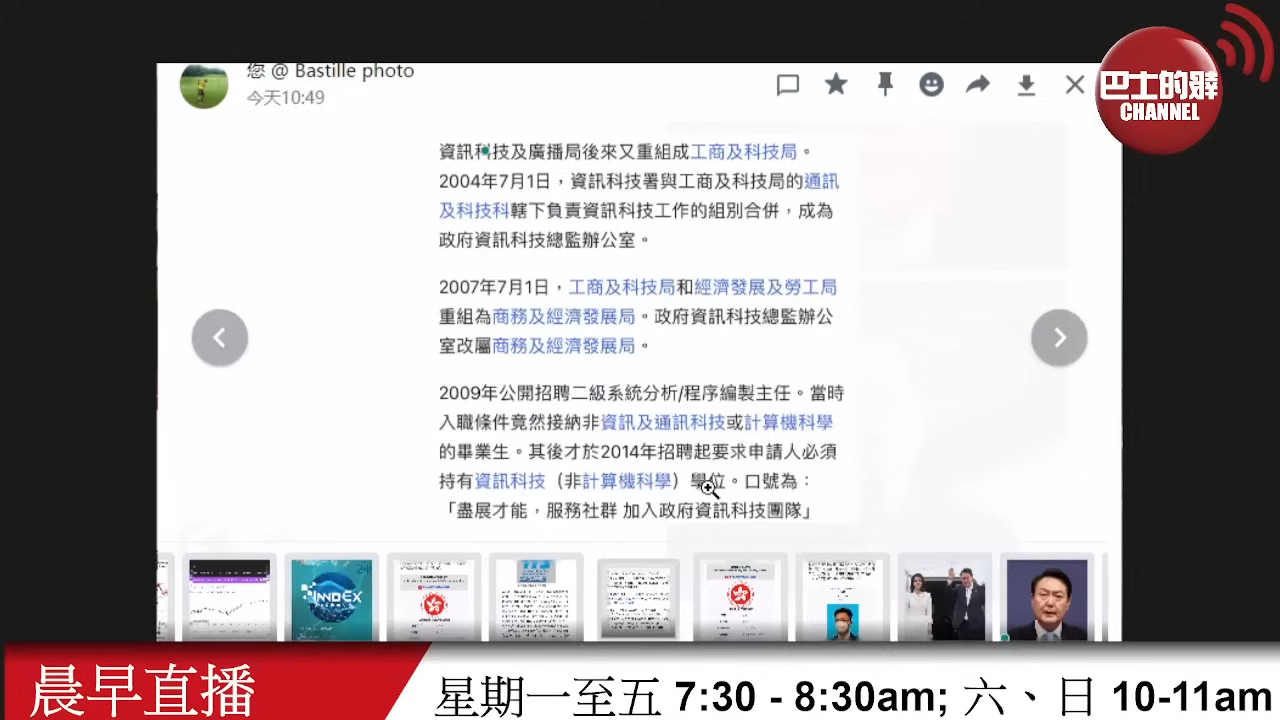 您 @ Bastille photo
今天10:49
巴士的報
CHANNEL
資訊科技及廣播局後來又重組成工商及科技局。
2004年7月1日，資訊科技署與工商及科技局的通訊
及科技科轄下負責資訊科技工作的組別合併，成為
政府資訊科技總監辦公室。
2007年7月1日，工商及科技局和經濟發展及勞工局
重組為商務及經濟發展局。政府資訊科技總監辦公
室改屬商務及經濟發展局。
2009年公開招聘二級系統分析/程序編製主任。當時
入職條件竟然接納非資訊及通訊科技或計算機科學
的畢業生。其後才於2014年招聘起要求申請人必須
持有資訊科技（非計算機科學）學位。口號為：
「盡展才能，服務社群 加入政府資訊科技團隊」
INNOEX
晨早直播
星期一至五 7:30 - 8:30am; 六、日 10-11am